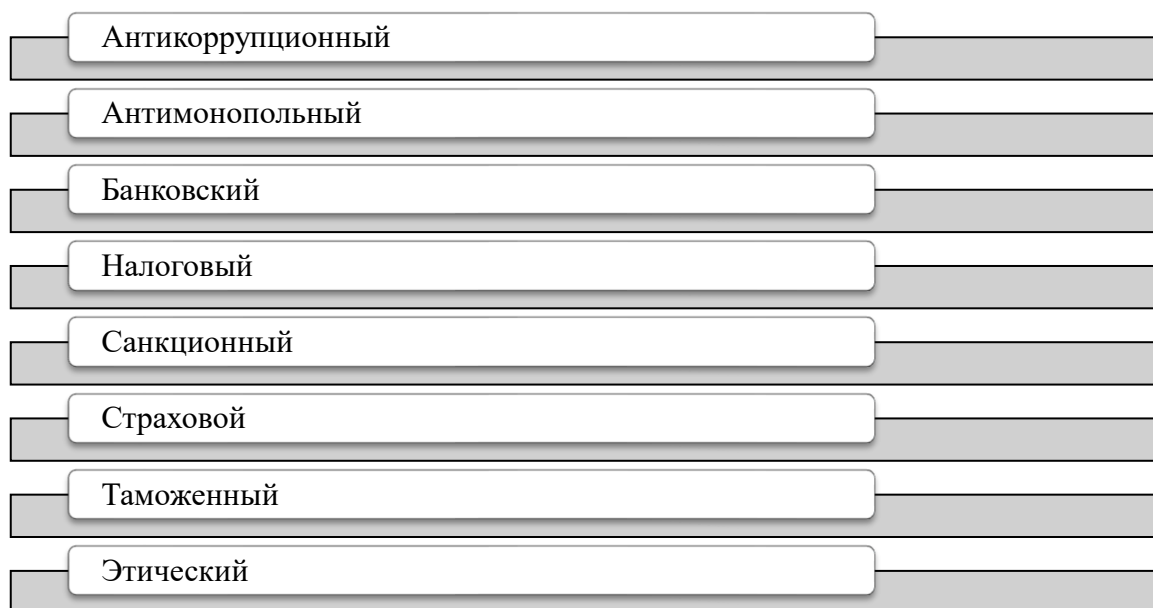 Антикоррупционный
Антимонопольный
Банковский
Налоговый
Санкционный
Страховой
Таможенный
Этический